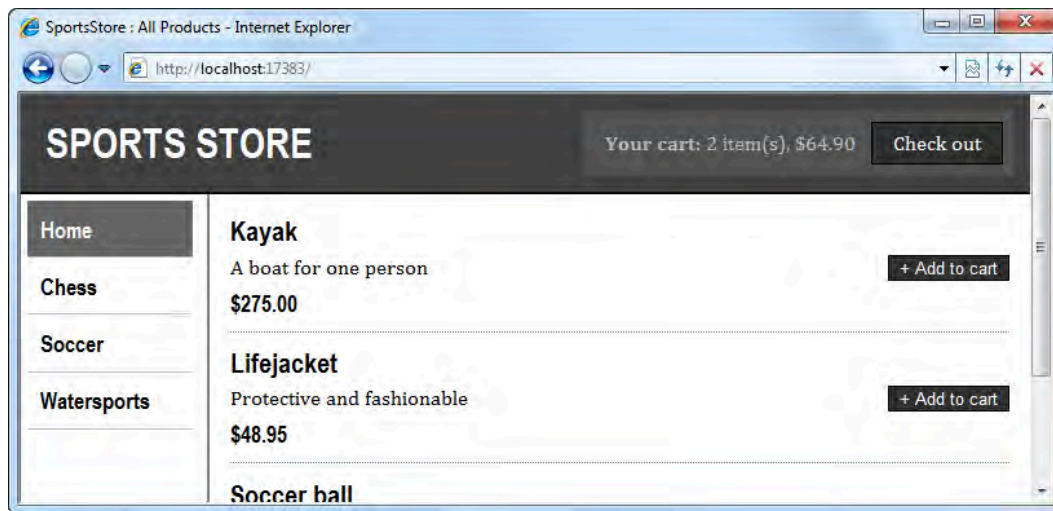 SportsStore : All Products - Internet Explorer
http://localhost:17383/
SPORTS STORE
Your cart: 2 item(s), $64.90
Check out
Home
Chess
Soccer
Watersports
Kayak
A boat for one person
$275.00
+ Add to cart
Lifejacket
Protective and fashionable
$48.95
+ Add to cart
Soccer ball